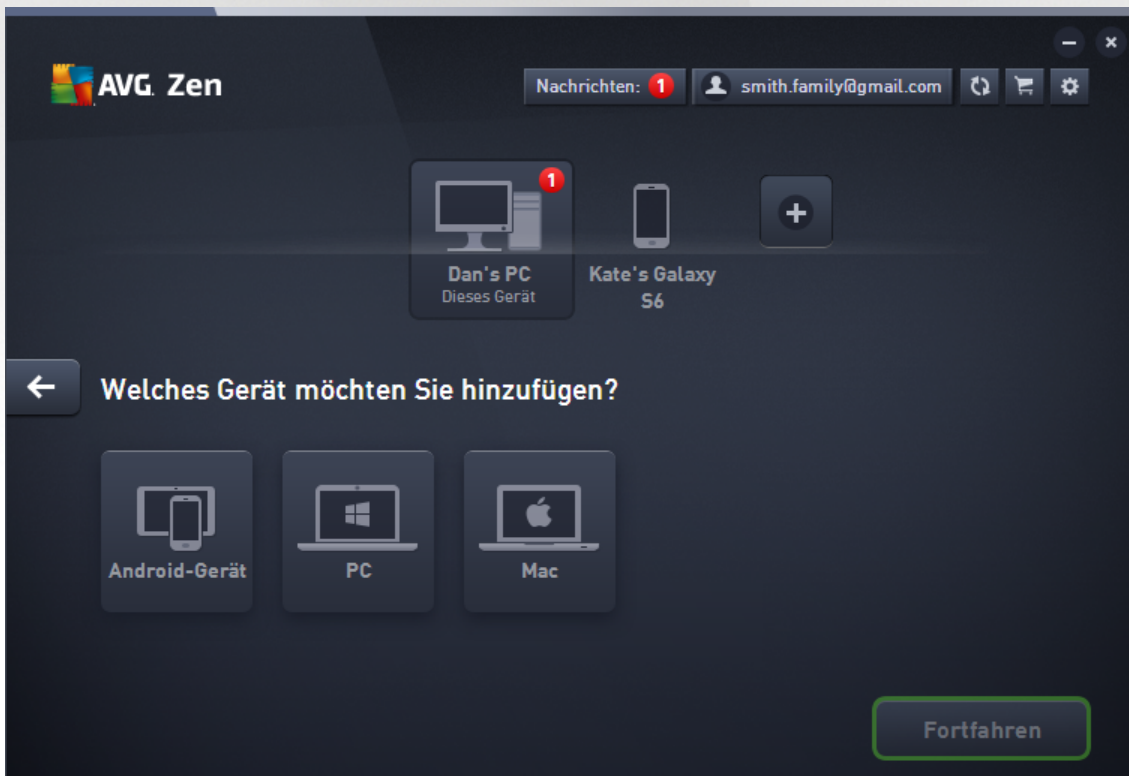 AVG. Zen
Nachrichten: 1
smith.family@gmail.com
1
Dan's PC
Dieses Gerät
Kate's Galaxy
S6
Welches Gerät möchten Sie hinzufügen?
Android-Gerät
PC
Mac
Fortfahren